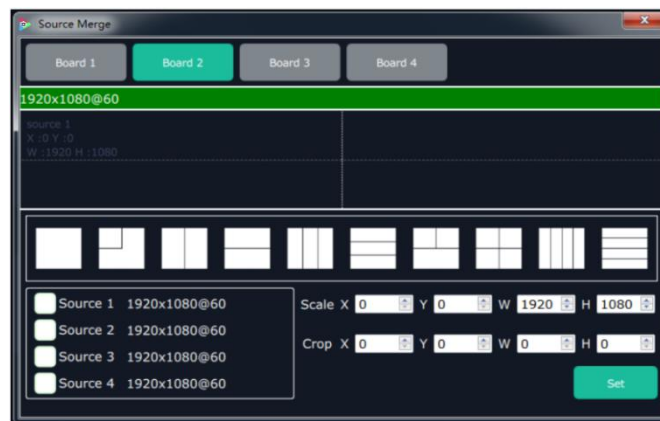 Source Merge
Board 1 Board 2 Board 3 Board 4
1920x1080@60
source 1
X :0 Y :0
W :1920 H :1080
Source 1 1920x1080@60 Scale X 0 Y 0 W 1920 H 1080
Source 2 1920x1080@60
Crop X 0 Y 0 W 0 H 0
Source 3 1920x1080@60
Source 4 1920x1080@60 Set